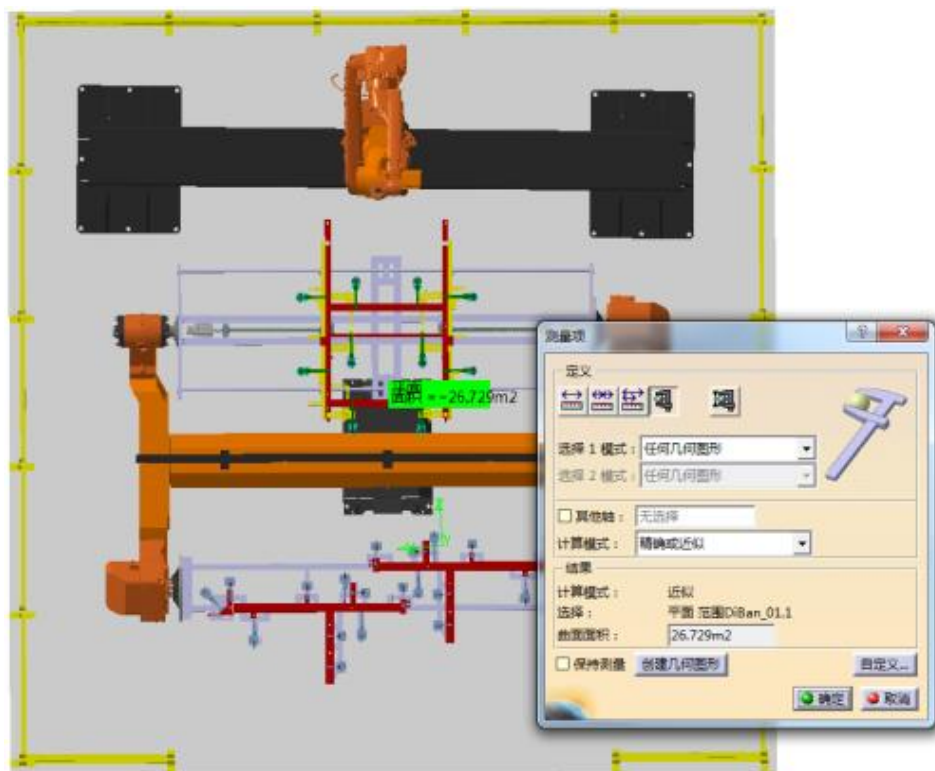 面积 =~26.729m2
测量项
定义
选择 1 模式: 任何几何图形
选择 2 模式: 任何几何图形
其他轴: 无选择
计算模式: 精确或近似
结果
计算模式: 近似
选择: 平面 范围DiBan_01.1
曲面面积: 26.729m2
保持测量 创建几何图形 自定义...
确定 取消